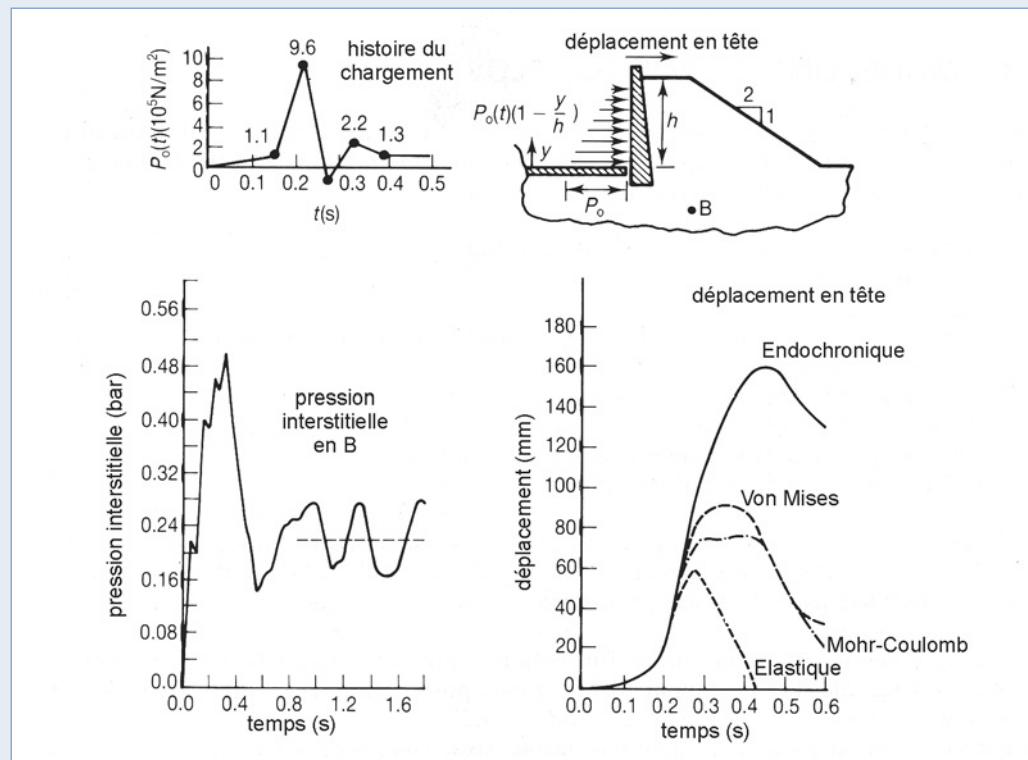 histoire du
chargement
P₀(t)(10⁵N/m²)
10
8
6
4
2
0
1.1
9.6
2.2
1.3
0 0.1 0.2 0.3 0.4 0.5
t(s)
déplacement en tête
P₀(t)(1 − y/h)
y
h
2
1
P₀
B
pression interstitielle (bar)
0.56
0.48
0.40
0.32
0.24
0.16
0.08
0.0
pression
interstitielle
en B
0.0 0.4 0.8 1.2 1.6
temps (s)
déplacement en tête
déplacement (mm)
180
160
140
120
100
80
60
40
20
0
Endochronique
Von Mises
Mohr-Coulomb
Elastique
0.1 0.2 0.3 0.4 0.5 0.6
temps (s)